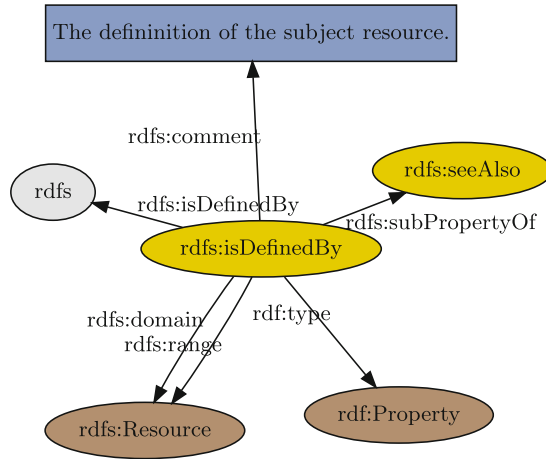 The defininition of the subject resource.
rdfs:comment
rdfs:seeAlso
rdfs
rdfs:isDefinedBy
rdfs:subPropertyOf
rdfs:isDefinedBy
rdf:type
rdfs:domain
rdfs:range
rdf:Property
rdfs:Resource